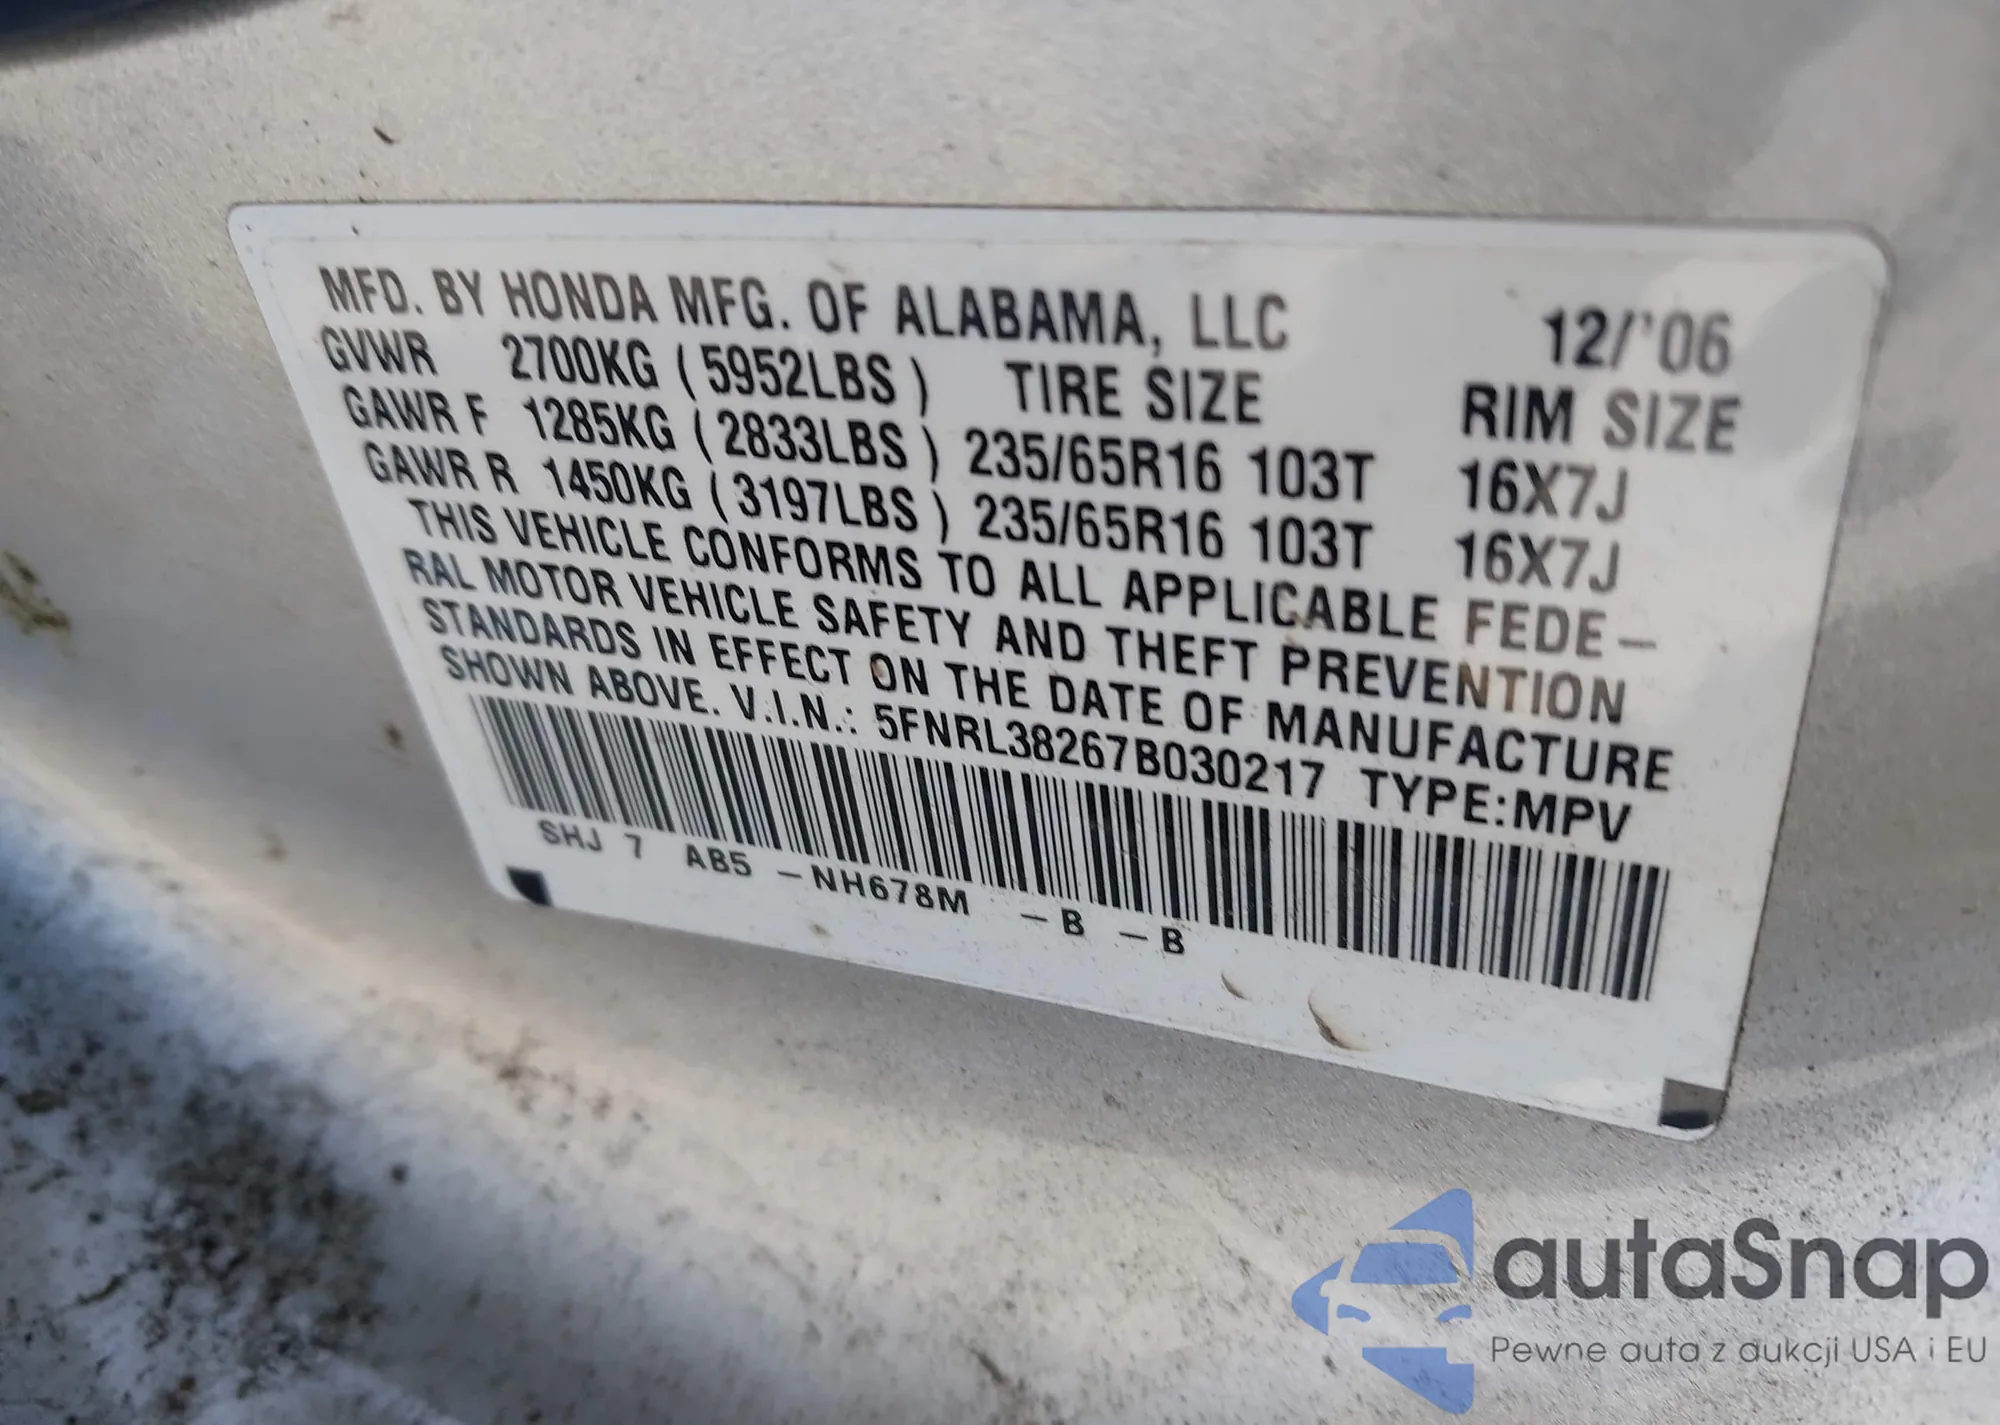 MFD. BY HONDA MFG. OF ALABAMA, LLC 12/'06
GVWR 2700KG (5952LBS) TIRE SIZE RIM SIZE
GAWR F 1285KG (2833LBS) 235/65R16 103T 16X7J
GAWR R 1450KG (3197LBS) 235/65R16 103T 16X7J
THIS VEHICLE CONFORMS TO ALL APPLICABLE FEDE-
RAL MOTOR VEHICLE SAFETY AND THEFT PREVENTION
STANDARDS IN EFFECT ON THE DATE OF MANUFACTURE
SHOWN ABOVE. V.I.N.: 5FNRL38267B030217 TYPE:MPV
SHJ 7 AB5 -NH678M -B -B
autaSnap
Pewne auta z aukcji USA i EU